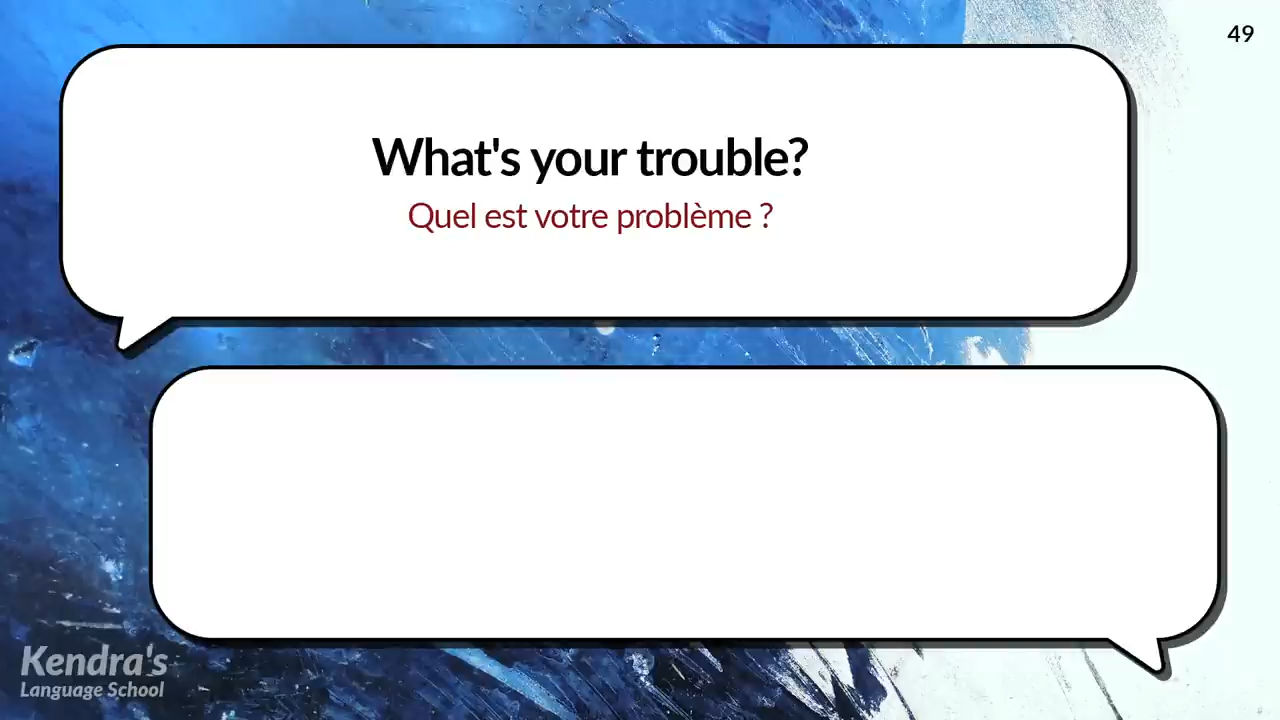 49
What's your trouble?
Quel est votre problème ?
Kendra's
Language School